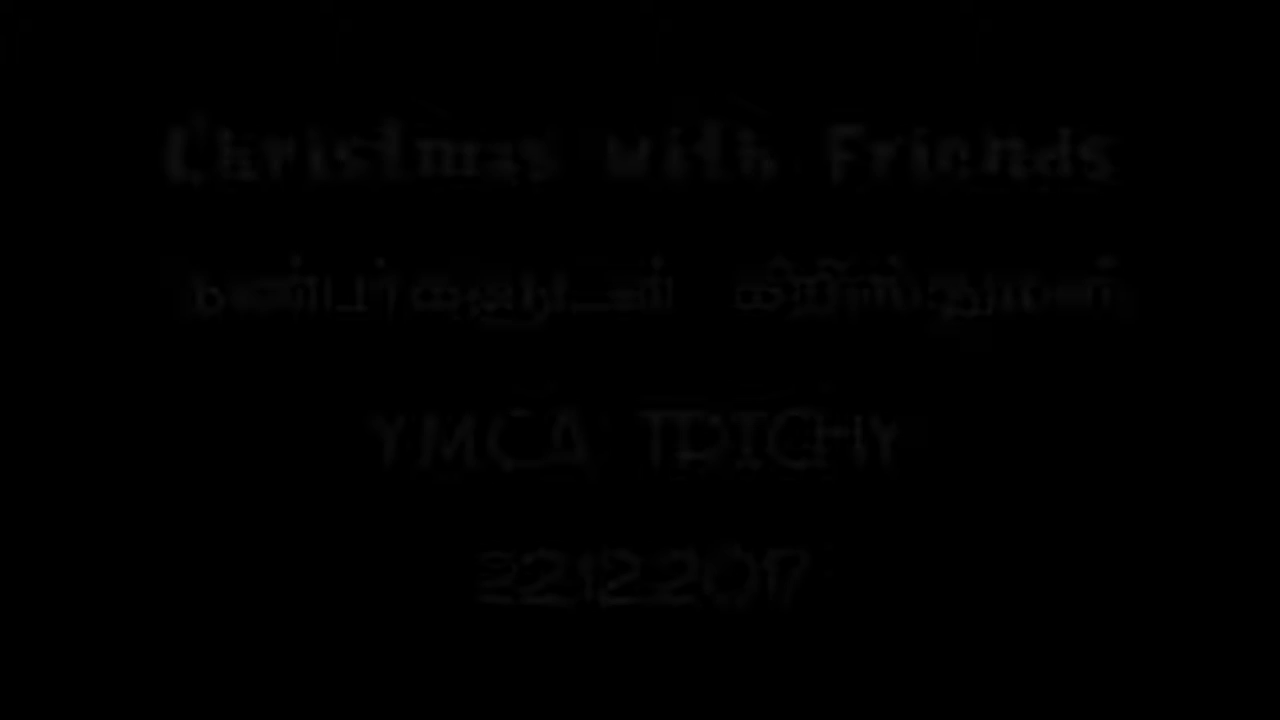 Christmas with Friends
நண்பர்களுடன் கிறிஸ்துமஸ்
YMCA TRICHY
22.12.2017